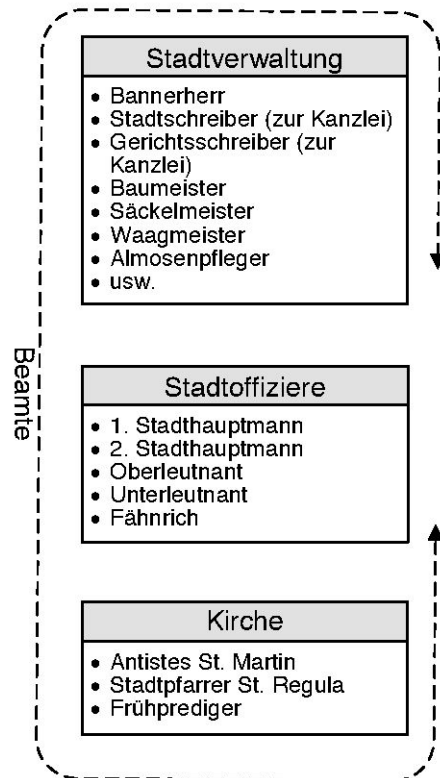 Beamte
Stadtverwaltung
• Bannerherr
• Stadtschreiber (zur Kanzlei)
• Gerichtsschreiber (zur
Kanzlei)
• Baumeister
• Säckelmeister
• Waagmeister
• Almosenpfleger
• usw.
Stadtoffiziere
• 1. Stadthauptmann
• 2. Stadthauptmann
• Oberleutnant
• Unterleutnant
• Fähnrich
Kirche
• Antistes St. Martin
• Stadtpfarrer St. Regula
• Frühprediger